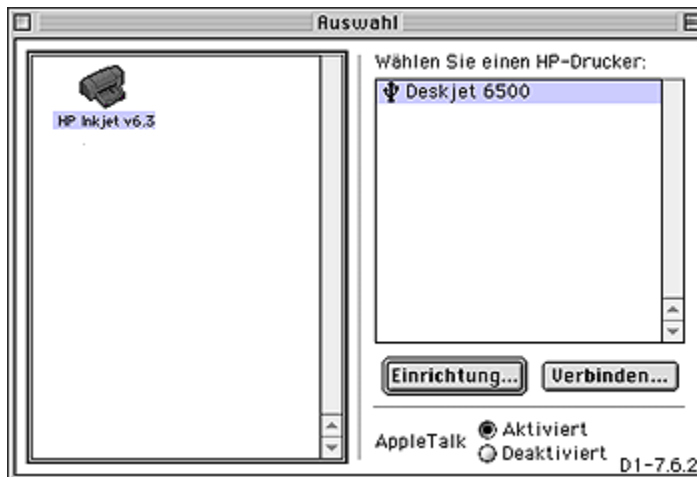 Auswahl
HP Inkjet v6.3
Wählen Sie einen HP-Drucker:
Deskjet 6500
Einrichtung...
Verbinden...
AppleTalk
Aktiviert
Deaktiviert
D1-7.6.2